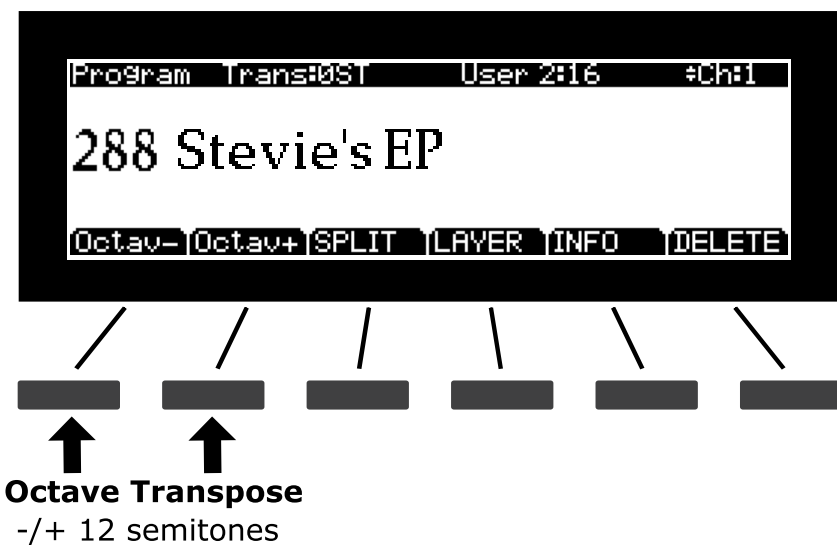 Program Trans:0ST User 2:16 ÷Ch:1
288 Stevie's EP
Octav- Octav+ SPLIT LAYER INFO DELETE
Octave Transpose
-/+ 12 semitones